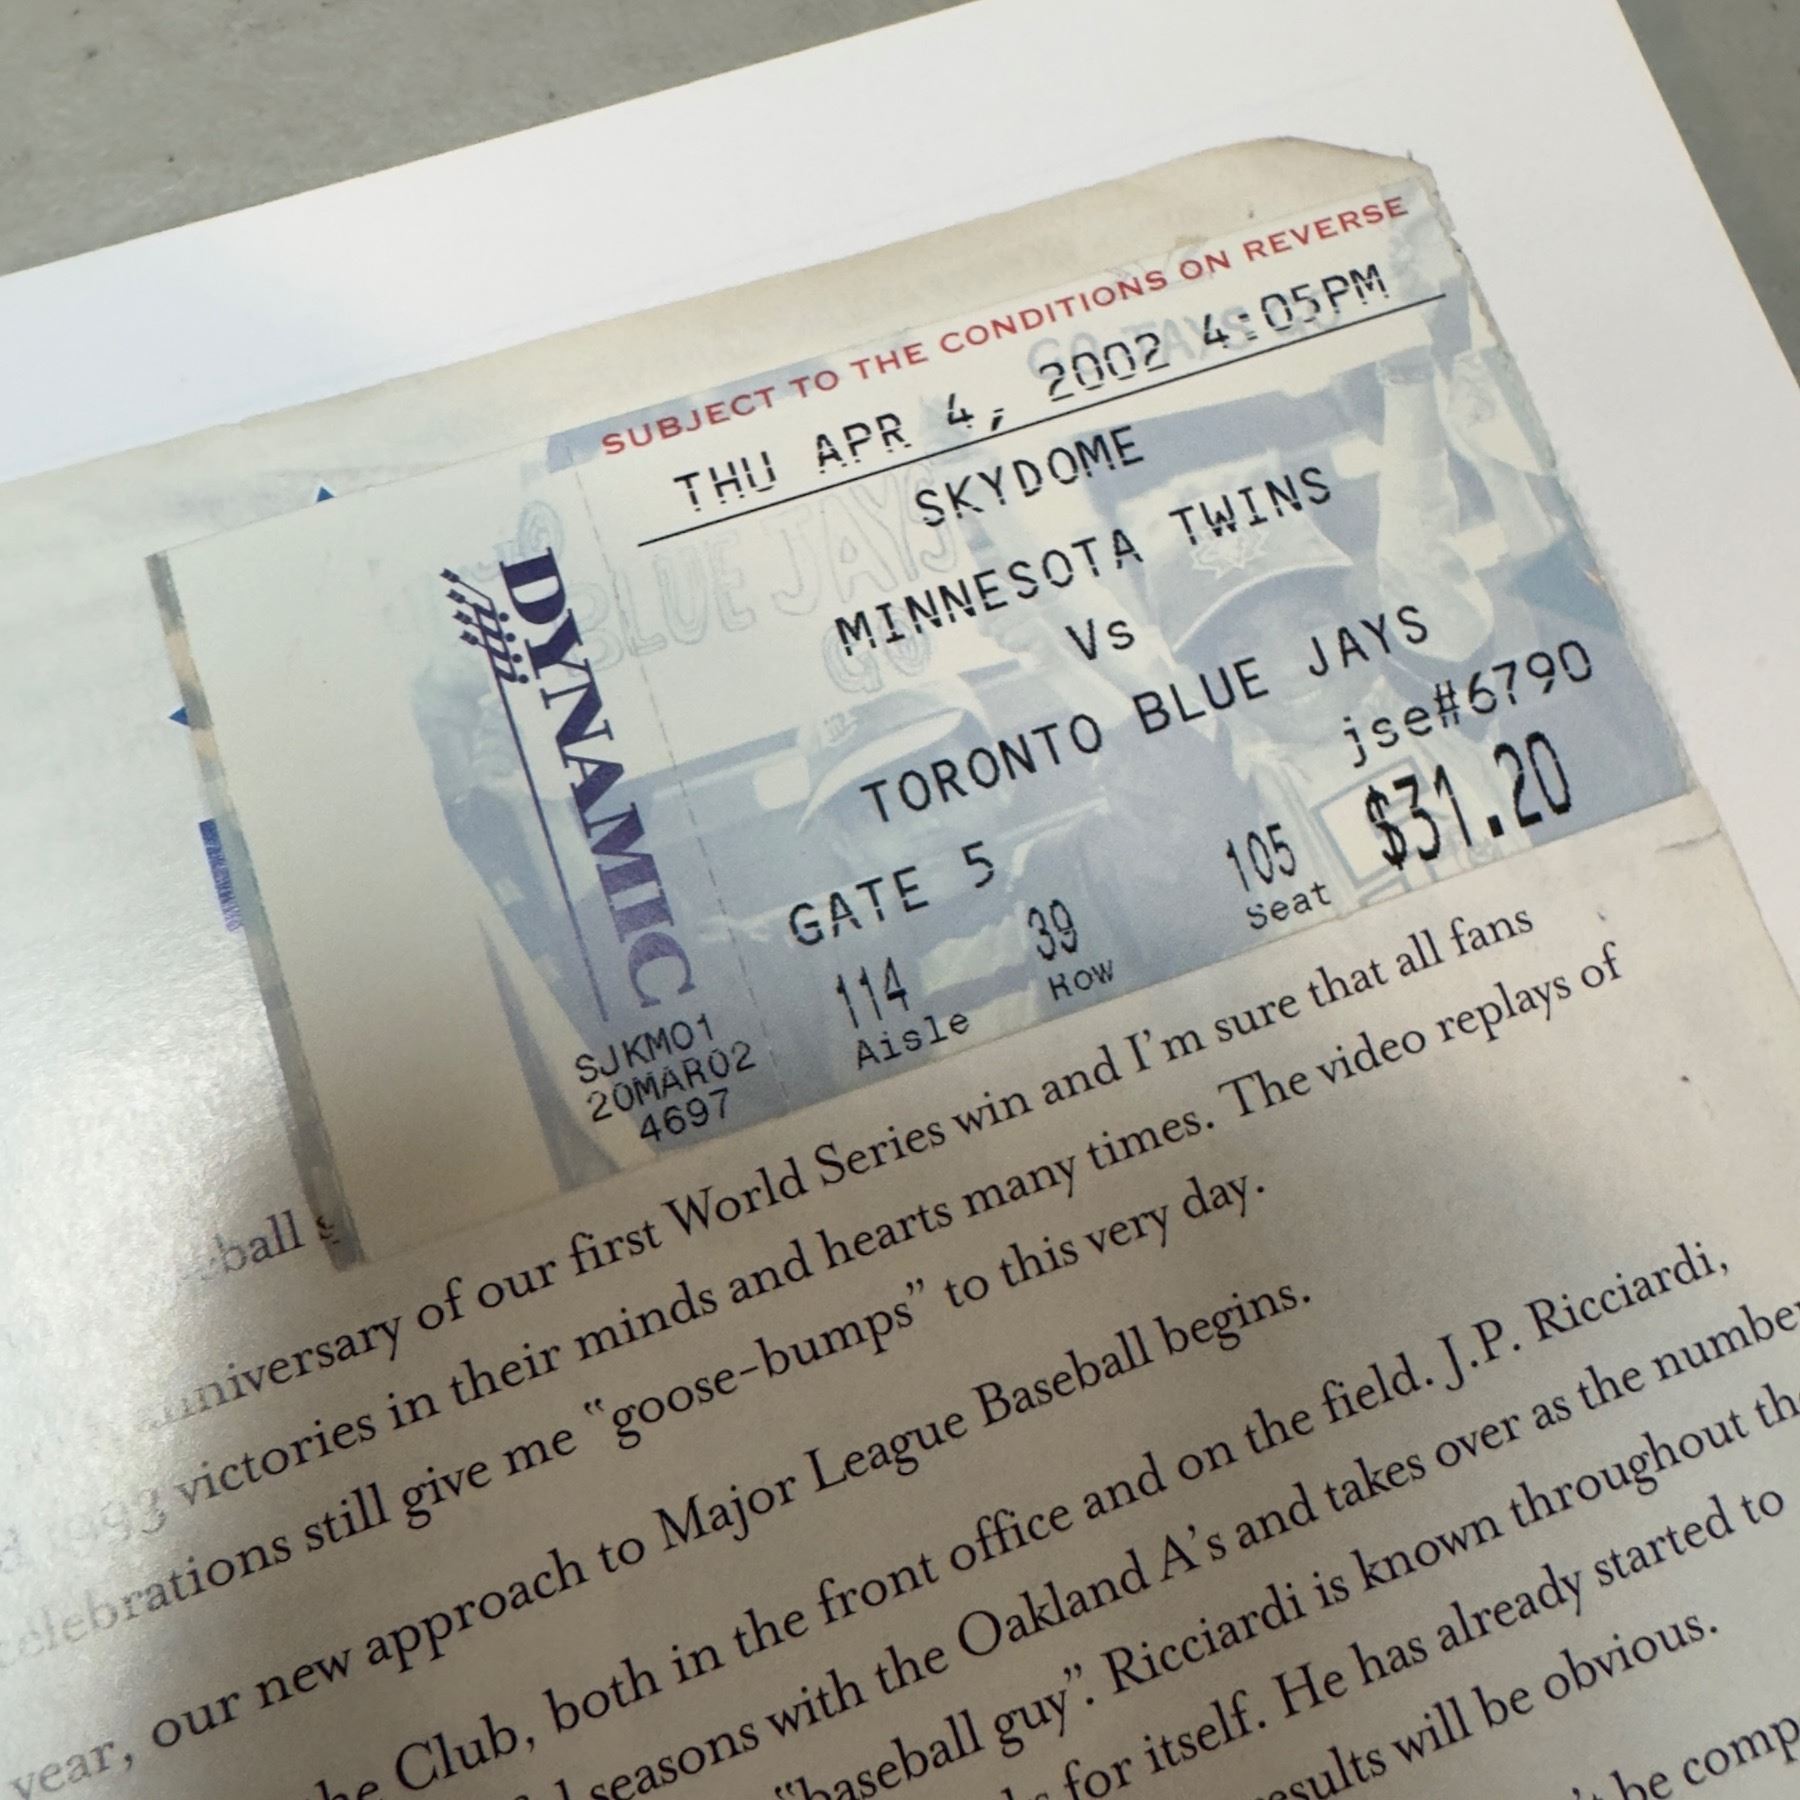 SUBJECT TO THE CONDITIONS ON REVERSE
THU APR 4, 2002 4:05PM
SKYDOME
MINNESOTA TWINS
Vs
TORONTO BLUE JAYS
jse#6790
GATE 5
$31.20
114 39 105
Aisle Row Seat
DYNAMIC
SJKM01
20MAR02
4697
GO JAYS
BLUE JAYS
GO
of our first World Series win and I'm sure that all fans
victories in their minds and hearts many times. The video replays of
still give me "goose-bumps" to this very day.
year, our new approach to Major League Baseball begins.
Club, both in the front office and on the field. J.P. Ricciardi,
seasons with the Oakland A's and takes over as the number
"baseball guy". Ricciardi is known throughout the
for itself. He has already started to
will be obvious.
be